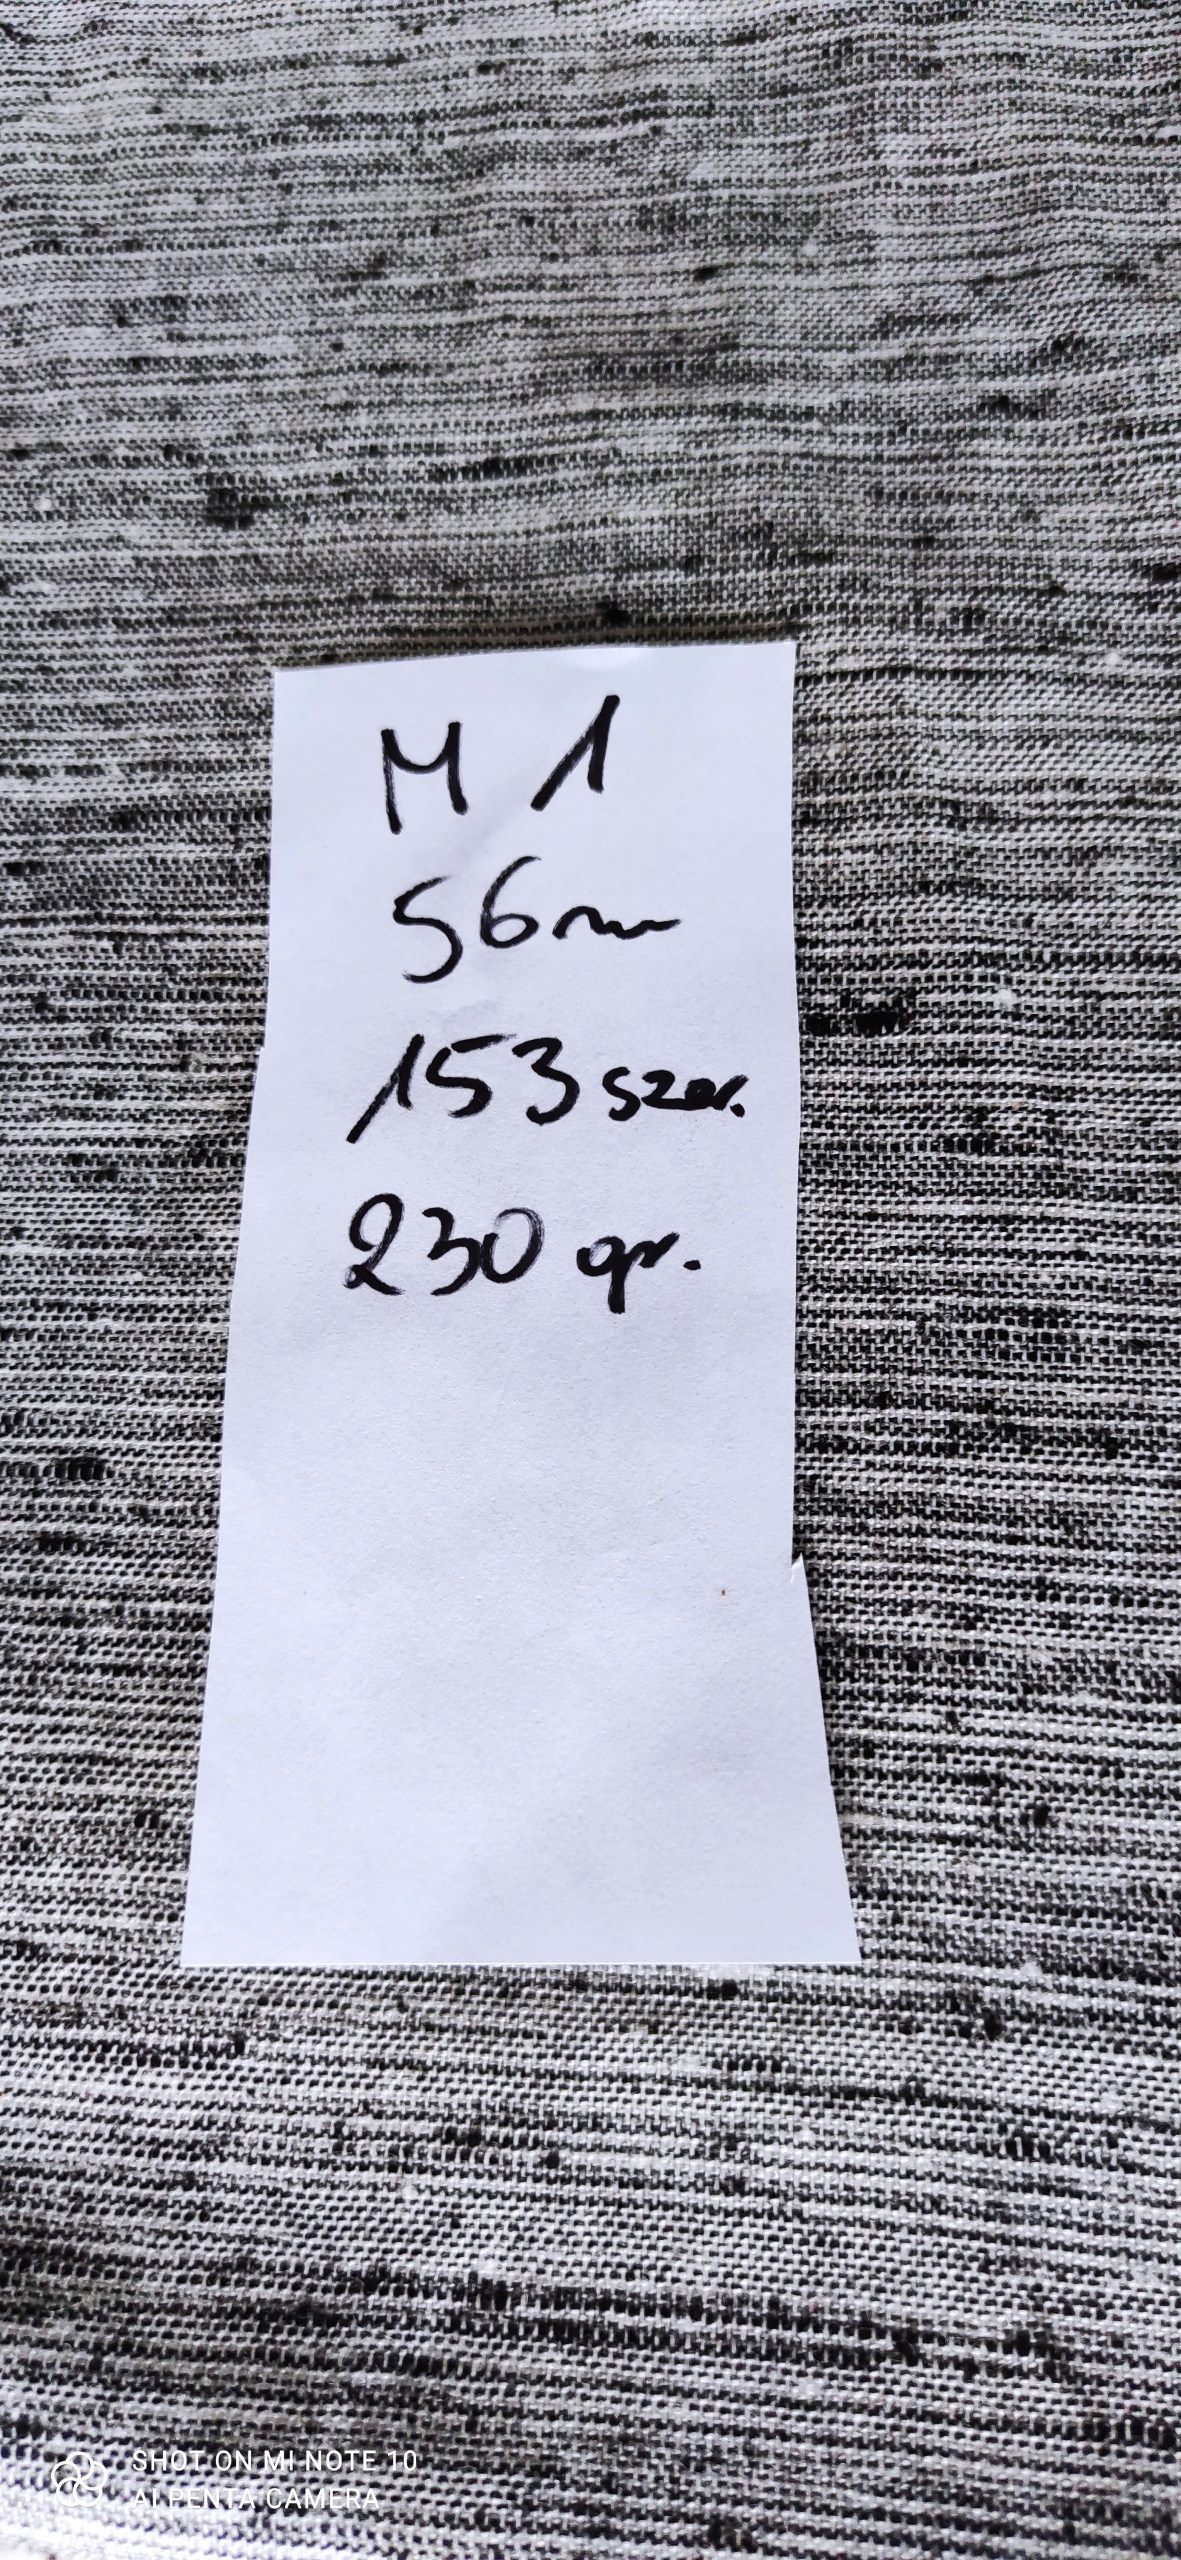 M 1
56m
153 szer.
230 gr.
SHOT ON MI NOTE 10
AI PENTA CAMERA